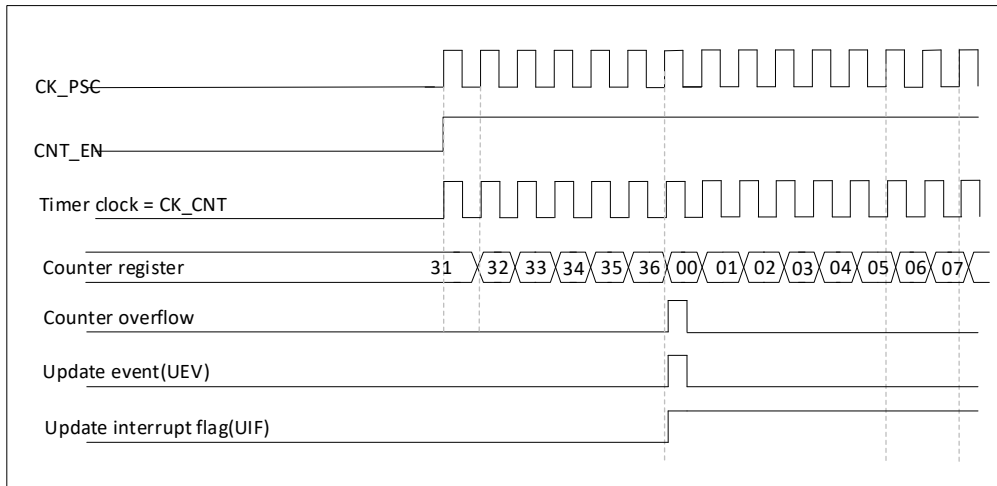 CK_PSC
CNT_EN
Timer clock = CK_CNT
Counter register 31 32 33 34 35 36 00 01 02 03 04 05 06 07
Counter overflow
Update event(UEV)
Update interrupt flag(UIF)